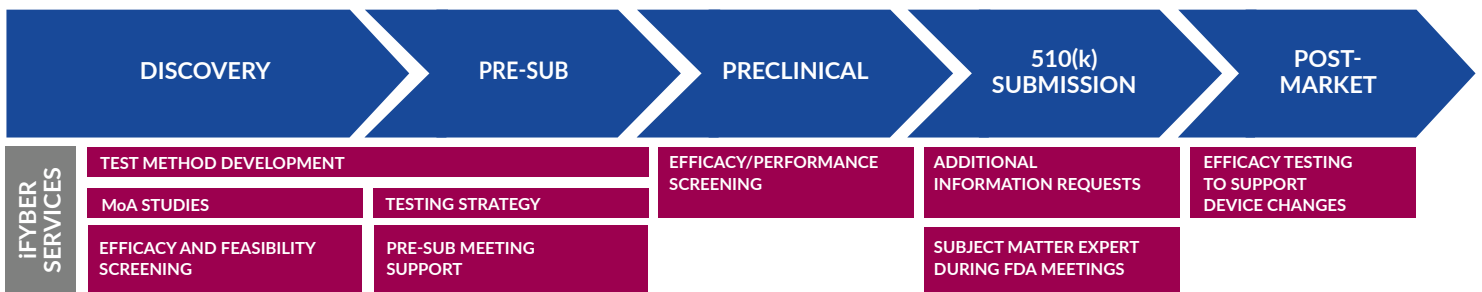 DISCOVERY
PRE-SUB
PRECLINICAL
510(k)
SUBMISSION
POST-
MARKET
iFYBER
SERVICES
TEST METHOD DEVELOPMENT
MoA STUDIES
EFFICACY AND FEASIBILITY
SCREENING
TESTING STRATEGY
PRE-SUB MEETING
SUPPORT
EFFICACY/PERFORMANCE
SCREENING
ADDITIONAL
INFORMATION REQUESTS
SUBJECT MATTER EXPERT
DURING FDA MEETINGS
EFFICACY TESTING
TO SUPPORT
DEVICE CHANGES